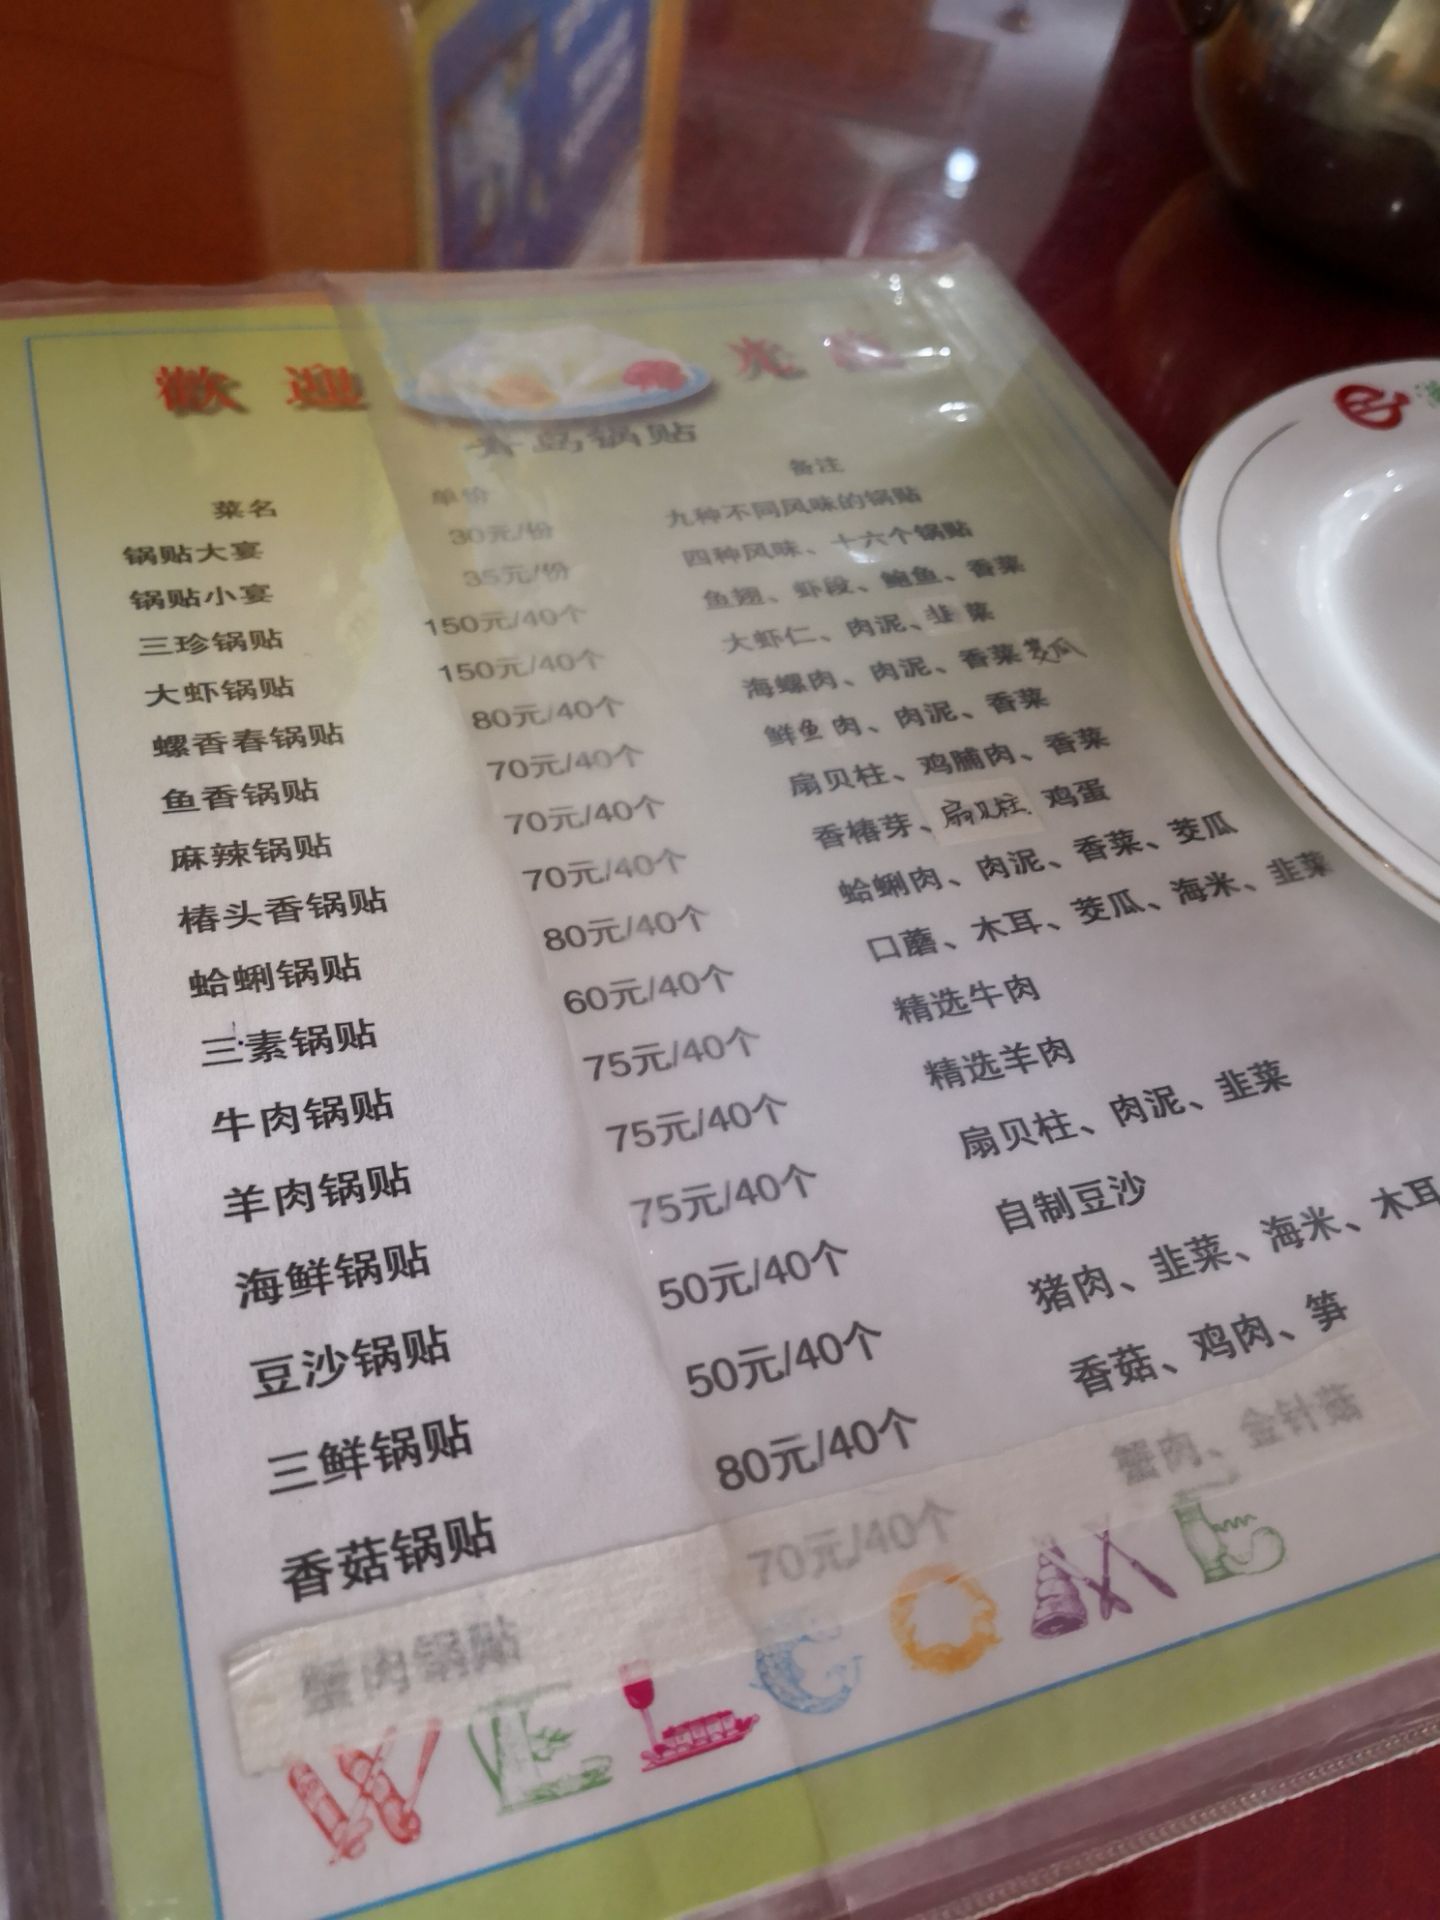 歡迎 光臨
青岛锅贴
菜名 单价 备注
锅贴大宴 30元/份 九种不同风味的锅贴
锅贴小宴 35元/份 四种风味、十六个锅贴
三珍锅贴 150元/40个 鱼翅、虾段、鲍鱼、香菜
大虾锅贴 150元/40个 大虾仁、肉泥、韭菜
螺香春锅贴 80元/40个 海螺肉、肉泥、香菜茭瓜
鱼香锅贴 70元/40个 鲜鱼肉、肉泥、香菜
麻辣锅贴 70元/40个 扇贝柱、鸡脯肉、香菜
椿头香锅贴 70元/40个 香椿芽、扇贝柱、鸡蛋
蛤蜊锅贴 80元/40个 蛤蜊肉、肉泥、香菜、茭瓜
三素锅贴 60元/40个 口蘑、木耳、茭瓜、海米、韭菜
牛肉锅贴 75元/40个 精选牛肉
羊肉锅贴 75元/40个 精选羊肉
海鲜锅贴 75元/40个 扇贝柱、肉泥、韭菜
豆沙锅贴 50元/40个 自制豆沙
三鲜锅贴 50元/40个 猪肉、韭菜、海米、木耳
香菇锅贴 80元/40个 香菇、鸡肉、笋
蟹肉锅贴 70元/40个 蟹肉、金针菇
WELCOME